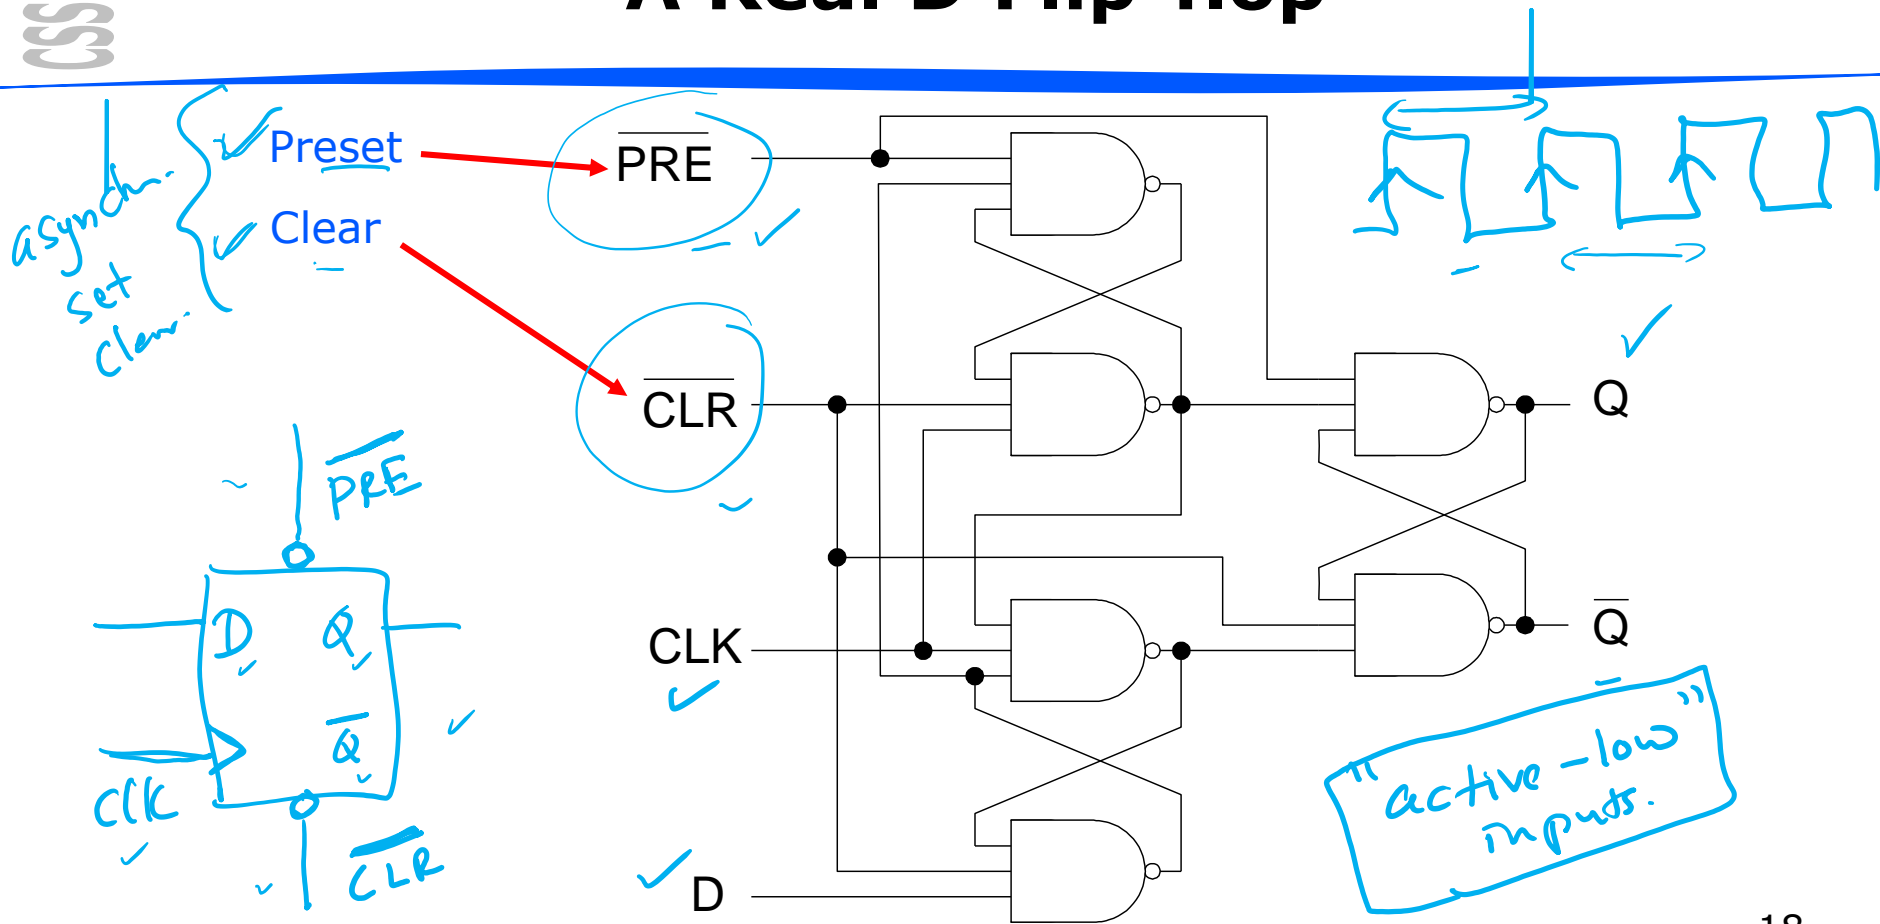 A Real D Flip-flop
Preset
Clear
asynch.
set
clear.
PRE
CLR
CLK
D
Q
Q
PRE
D Q
Q
CLK
CLR
"active-low"
inputs.
18